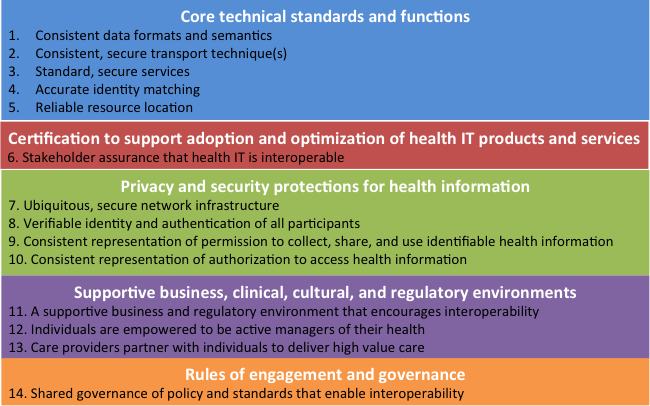 Core technical standards and functions
1. Consistent data formats and semantics
2. Consistent, secure transport technique(s)
3. Standard, secure services
4. Accurate identity matching
5. Reliable resource location
Certification to support adoption and optimization of health IT products and services
6. Stakeholder assurance that health IT is interoperable
Privacy and security protections for health information
7. Ubiquitous, secure network infrastructure
8. Verifiable identity and authentication of all participants
9. Consistent representation of permission to collect, share, and use identifiable health information
10. Consistent representation of authorization to access health information
Supportive business, clinical, cultural, and regulatory environments
11. A supportive business and regulatory environment that encourages interoperability
12. Individuals are empowered to be active managers of their health
13. Care providers partner with individuals to deliver high value care
Rules of engagement and governance
14. Shared governance of policy and standards that enable interoperability